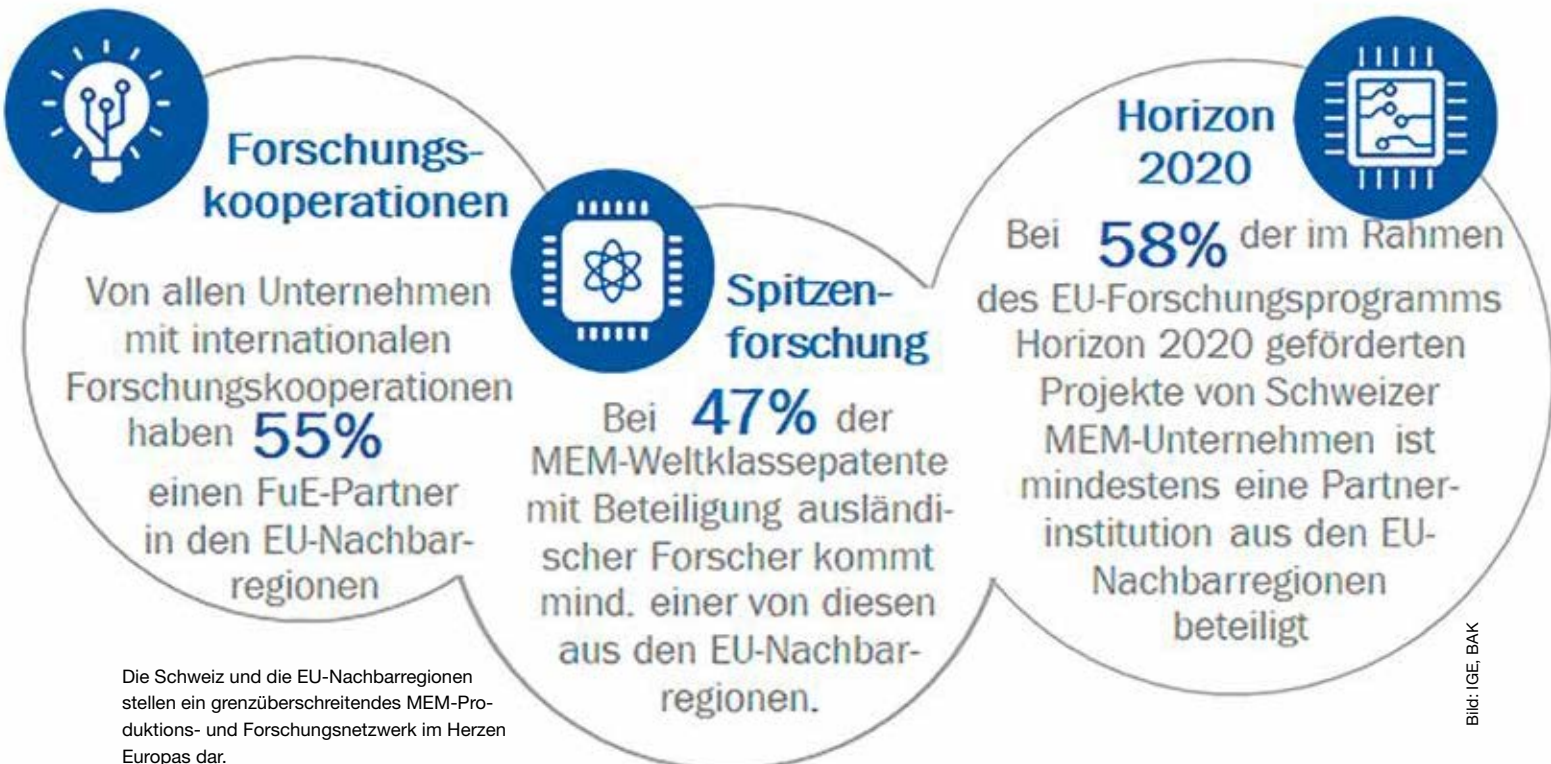 Forschungs-
kooperationen
Von allen Unternehmen
mit internationalen
Forschungskooperationen
haben 55%
einen FuE-Partner
in den EU-Nachbar-
regionen
Spitzen-
forschung
Bei 47% der
MEM-Weltklassepatente
mit Beteiligung ausländi-
scher Forscher kommt
mind. einer von diesen
aus den EU-Nachbar-
regionen.
Horizon
2020
Bei 58% der im Rahmen
des EU-Forschungsprogramms
Horizon 2020 geförderten
Projekte von Schweizer
MEM-Unternehmen ist
mindestens eine Partner-
institution aus den EU-
Nachbarregionen
beteiligt
Die Schweiz und die EU-Nachbarregionen
stellen ein grenzüberschreitendes MEM-Pro-
duktions- und Forschungsnetzwerk im Herzen
Europas dar.
Bild: IGE, BAK